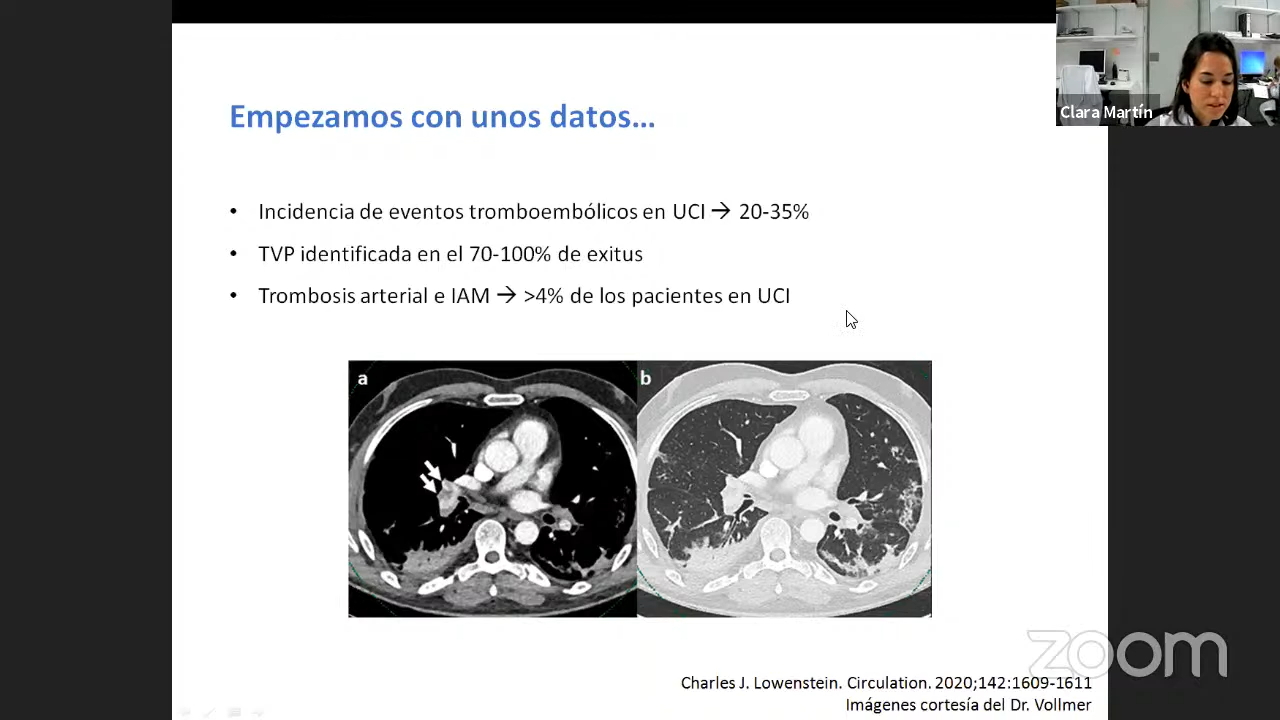 Clara Martín
Empezamos con unos datos...
• Incidencia de eventos tromboembólicos en UCI → 20-35%
• TVP identificada en el 70-100% de exitus
• Trombosis arterial e IAM → >4% de los pacientes en UCI
a
b
zoom
Charles J. Lowenstein. Circulation. 2020;142:1609-1611
Imágenes cortesía del Dr. Vollmer